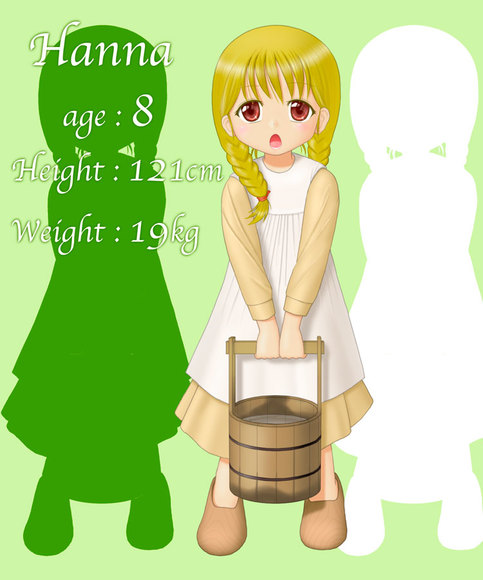 Hanna
age : 8
Height : 121cm
Weight : 19kg